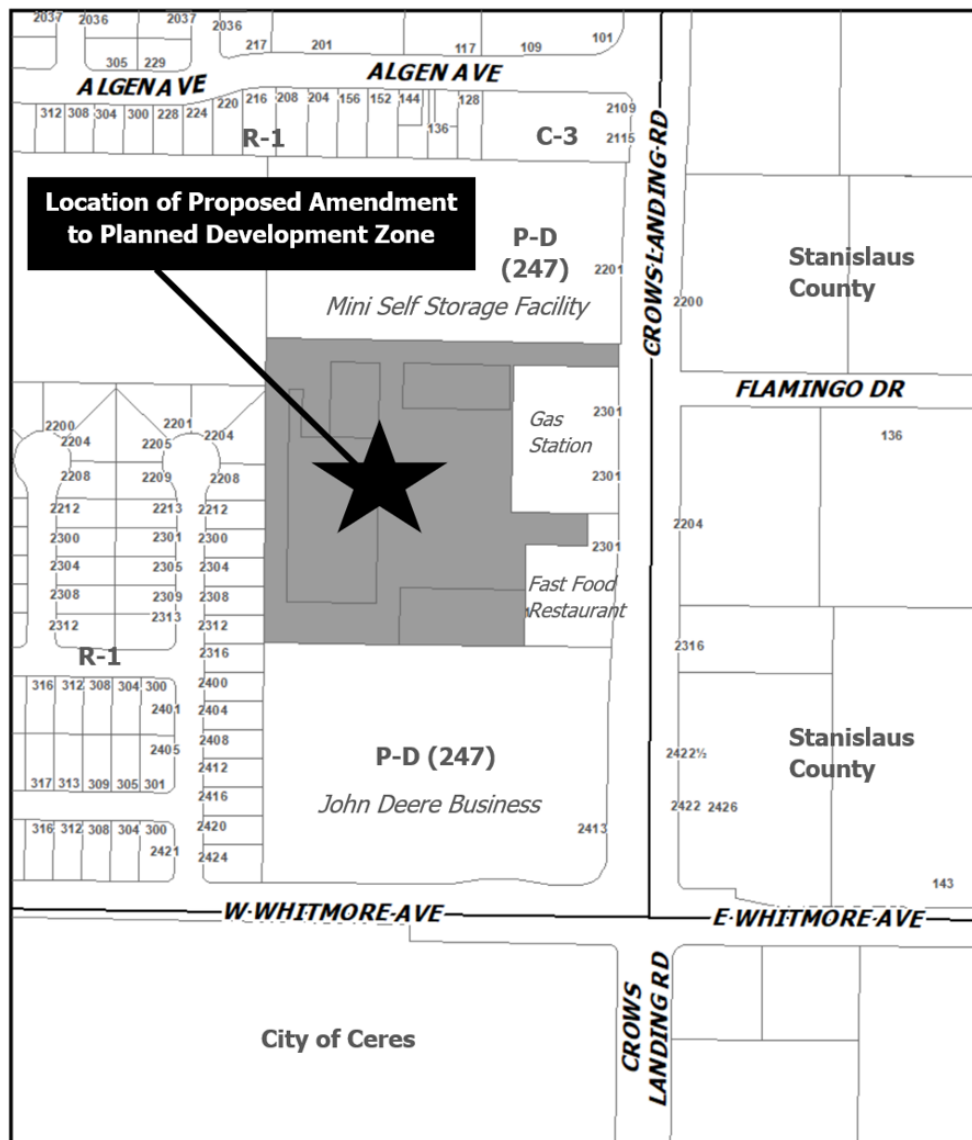 2037 2036 2037 2036
217 201 117 109 101
305 229
ALGEN AVE ALGEN AVE
312 308 304 300 228 224 220 216 208 204 156 152 144 136 128 2109
R-1 C-3 2115
Location of Proposed Amendment
to Planned Development Zone
P-D
(247)
2201
Mini Self Storage Facility
CROWS LANDING RD
2200
Stanislaus
County
FLAMINGO DR
Gas
Station
2301
2301
136
2200 2201
2204 2205 2204
2208 2209 2208
2212 2213 2212
2300 2301 2300
2304 2305 2304
2308 2309 2308
2312 2313 2312
2204
2301
Fast Food
Restaurant
R-1
2316
2316
316 312 308 304 300
2400
2401 2404
2405 2408
2412
317 313 309 305 301
2416
316 312 308 304 300
2420
2421
2424
P-D (247)
John Deere Business
2413
Stanislaus
County
2422½
2422 2426
143
W WHITMORE AVE
E WHITMORE AVE
CROWS
LANDING RD
City of Ceres